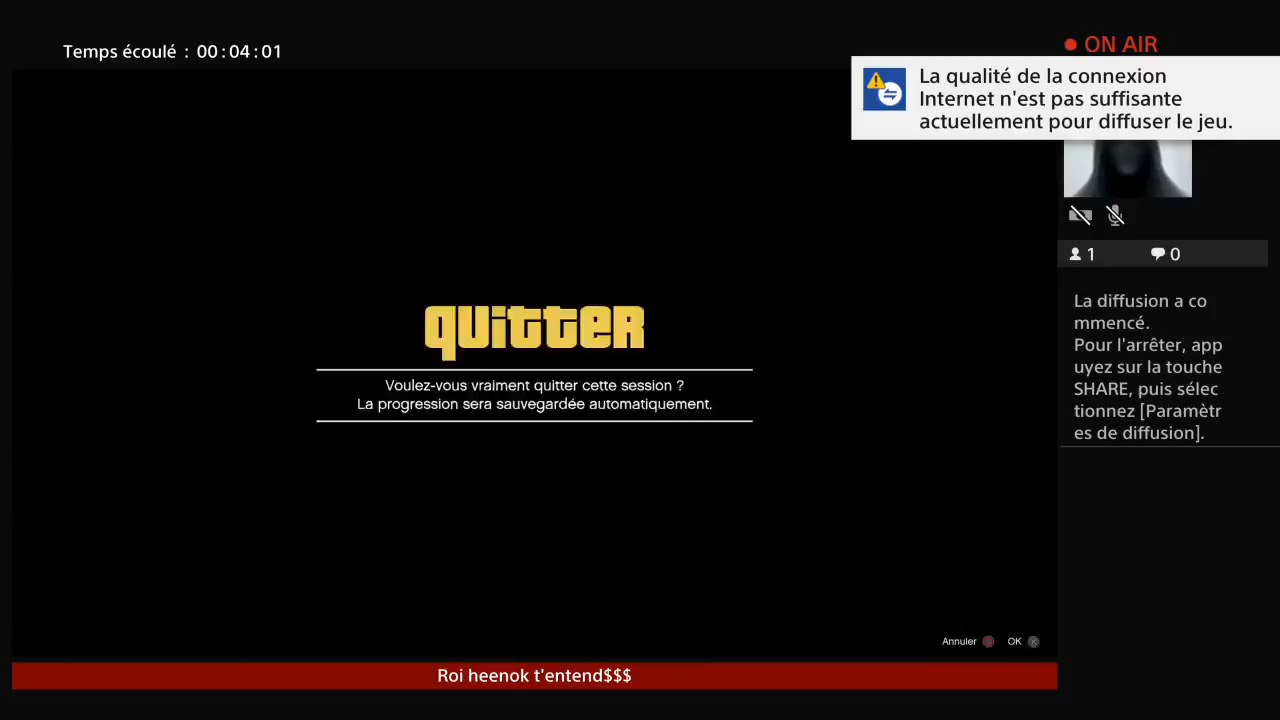 Temps écoulé : 00:04:01
ON AIR
La qualité de la connexion
Internet n'est pas suffisante
actuellement pour diffuser le jeu.
1
0
La diffusion a co
mmencé.
Pour l'arrêter, app
uyez sur la touche
SHARE, puis sélec
tionnez [Paramètr
es de diffusion].
quitter
Voulez-vous vraiment quitter cette session ?
La progression sera sauvegardée automatiquement.
Annuler
OK
Roi heenok t'entend$$$